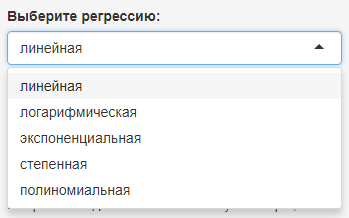 Выберите регрессию:
линейная
линейная
логарифмическая
экспоненциальная
степенная
полиномиальная